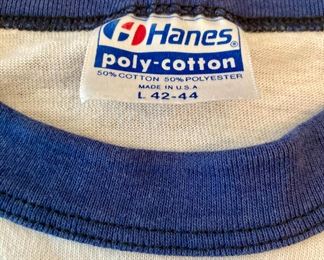 Hanes®
poly-cotton
50% COTTON 50% POLYESTER
MADE IN U.S.A
L 42-44